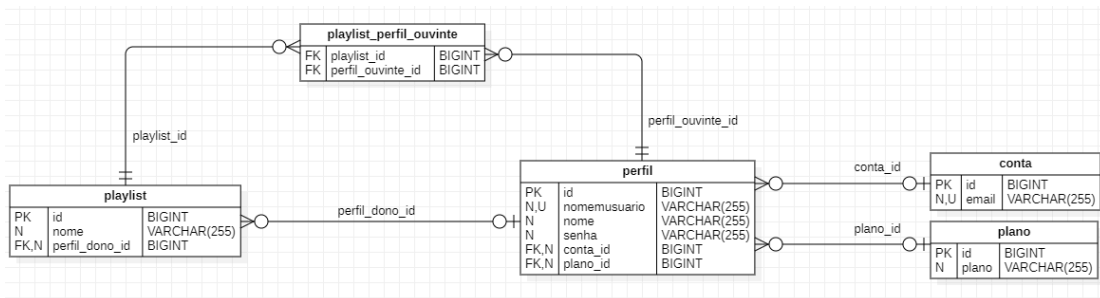 playlist_perfil_ouvinte
FK playlist_id BIGINT
FK perfil_ouvinte_id BIGINT
playlist_id
perfil_ouvinte_id
playlist
PK id BIGINT
N nome VARCHAR(255)
FK,N perfil_dono_id BIGINT
perfil_dono_id
perfil
PK id BIGINT
N,U nomemusuario VARCHAR(255)
N nome VARCHAR(255)
N senha VARCHAR(255)
FK,N conta_id BIGINT
FK,N plano_id BIGINT
conta_id
conta
PK id BIGINT
N,U email VARCHAR(255)
plano_id
plano
PK id BIGINT
N plano VARCHAR(255)